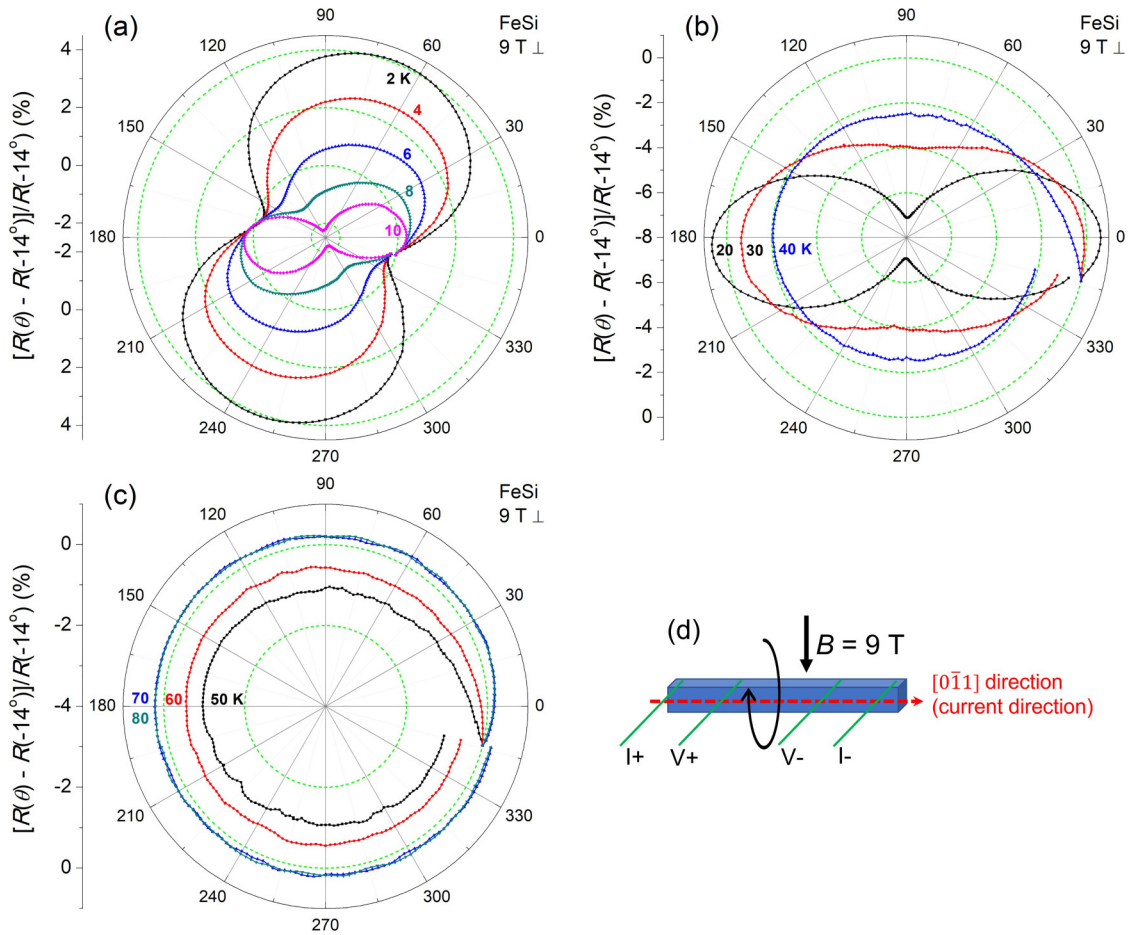 (a)
90
FeSi
9 T ⊥
120
60
150
30
180
0
210
330
240
300
270
2 K
4
6
8
10
4
2
0
-2
-2
0
2
4
[R(θ) - R(-14°)]/R(-14°) (%)
(b)
90
FeSi
9 T ⊥
120
60
150
30
180
0
210
330
240
300
270
20
30
40 K
-0
-2
-4
-6
-8
-6
-4
-2
0
[R(θ) - R(-14°)]/R(-14°) (%)
(c)
90
FeSi
9 T ⊥
120
60
150
30
180
0
210
330
240
300
270
70
80
60
50 K
0
-2
-4
-2
0
[R(θ) - R(-14°)]/R(-14°) (%)
(d)
B = 9 T
[01̄1] direction
(current direction)
I+
V+
V-
I-